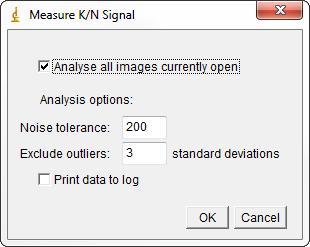 Measure K/N Signal
Analyse all images currently open
Analysis options:
Noise tolerance: 200
Exclude outliers: 3 standard deviations
Print data to log
OK Cancel